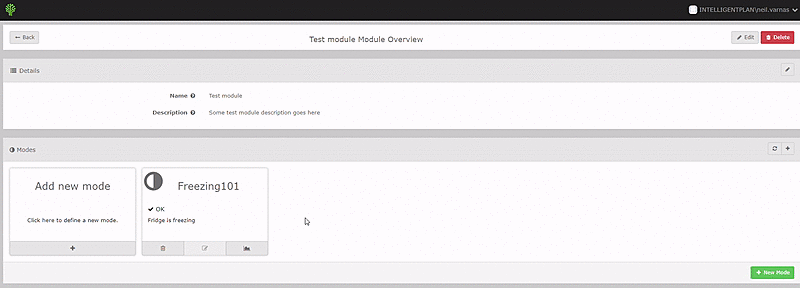 INTELLIGENTPLAN\neil.varnas
← Back
Test module Module Overview
Edit
Delete
Details
Name
Test module
Description
Some test module description goes here
Modes
Add new mode
Click here to define a new mode.
+
Freezing101
✔ OK
Fridge is freezing
+ New Mode